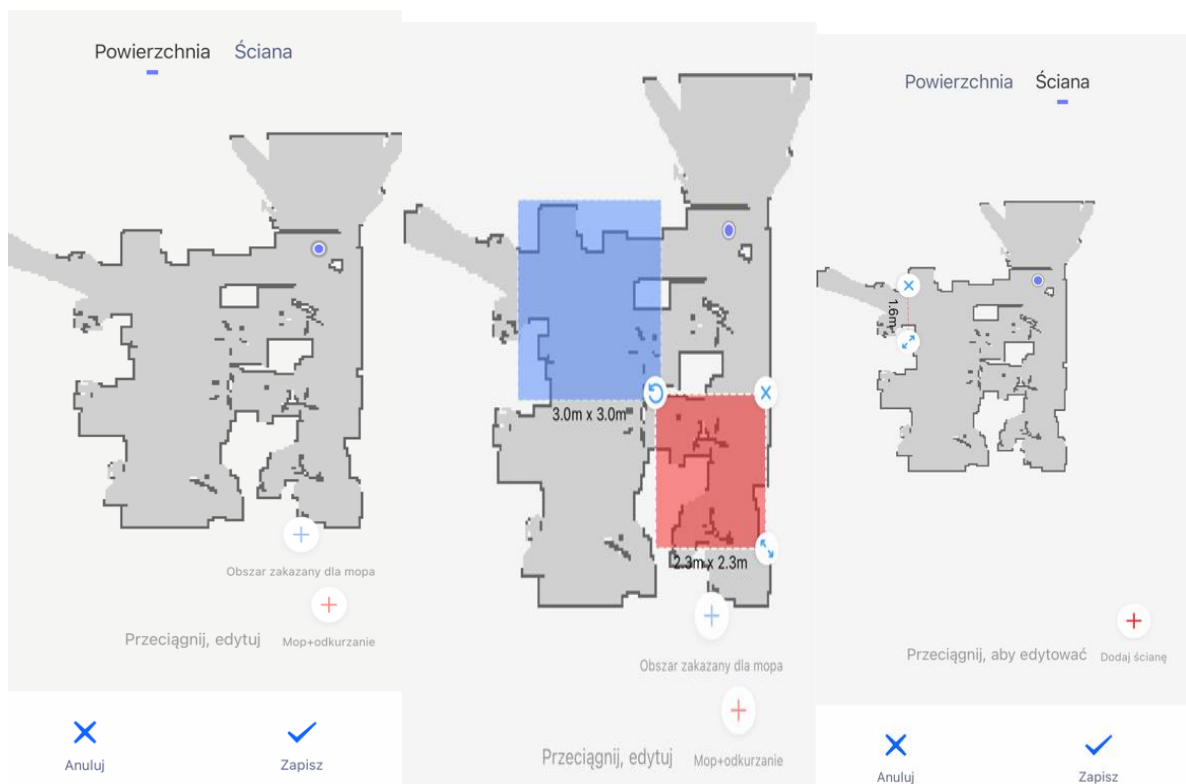 Powierzchnia Ściana
Obszar zakazany dla mopa
Przeciągnij, edytuj Mop+odkurzanie
Anuluj Zapisz
3.0m x 3.0m
2.3m x 2.3m
Obszar zakazany dla mopa
Przeciągnij, edytuj Mop+odkurzanie
Powierzchnia Ściana
1.6m
Przeciągnij, aby edytować Dodaj ścianę
Anuluj Zapisz